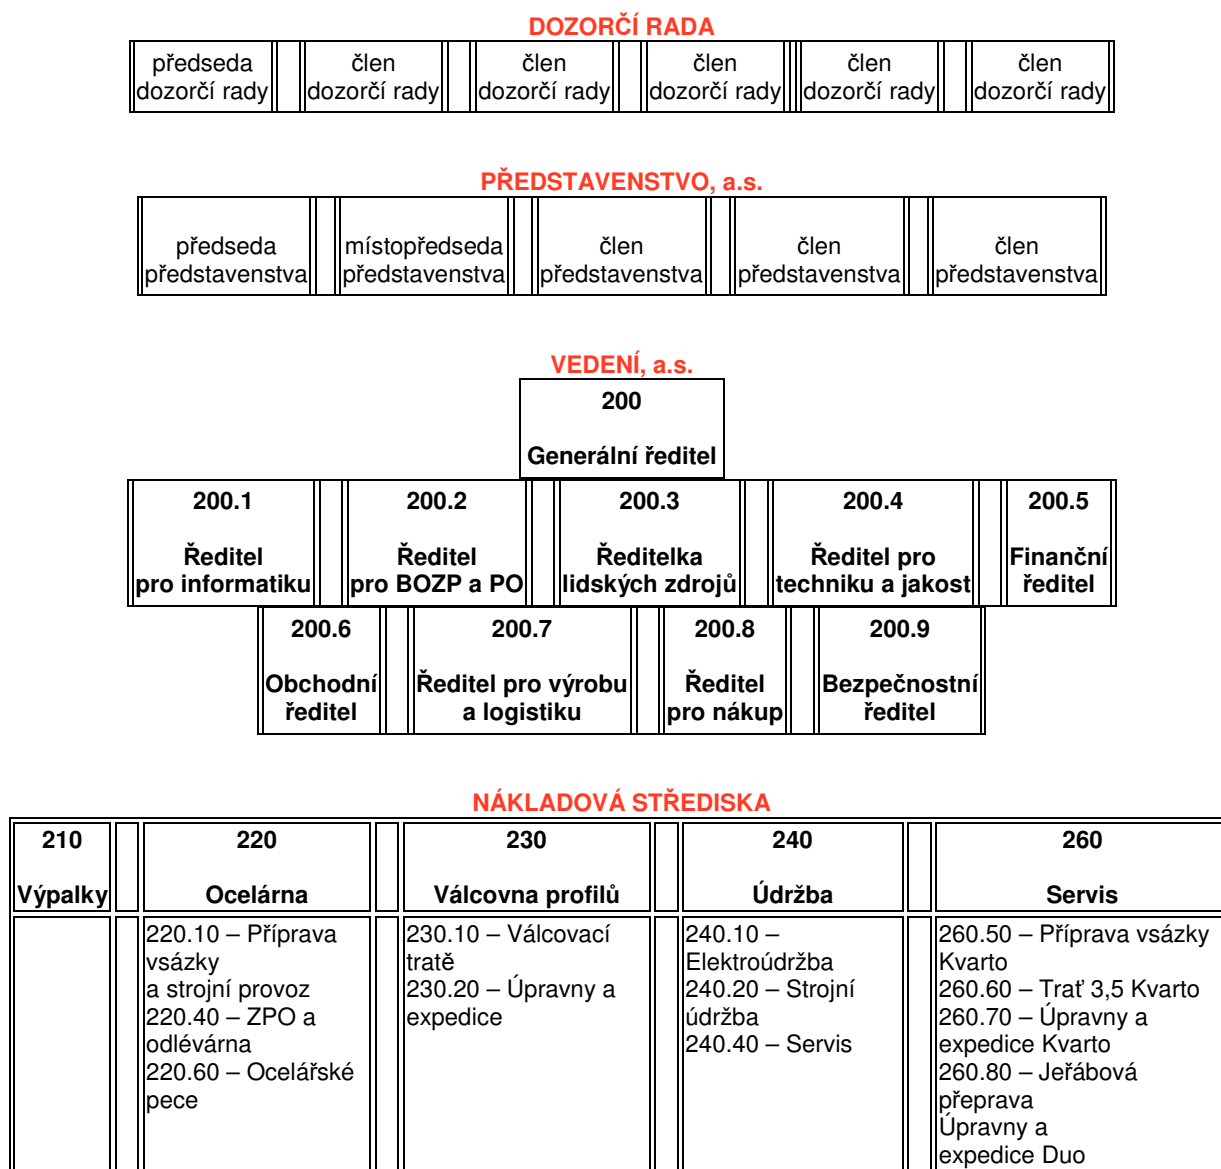 DOZORČÍ RADA
předseda
dozorčí rady
člen
dozorčí rady
člen
dozorčí rady
člen
dozorčí rady
člen
dozorčí rady
člen
dozorčí rady
PŘEDSTAVENSTVO, a.s.
předseda
představenstva
místopředseda
představenstva
člen
představenstva
člen
představenstva
člen
představenstva
VEDENÍ, a.s.
200
Generální ředitel
200.1
Ředitel
pro informatiku
200.2
Ředitel
pro BOZP a PO
200.3
Ředitelka
lidských zdrojů
200.4
Ředitel pro
techniku a jakost
200.5
Finanční
ředitel
200.6
Obchodní
ředitel
200.7
Ředitel pro výrobu
a logistiku
200.8
Ředitel
pro nákup
200.9
Bezpečnostní
ředitel
NÁKLADOVÁ STŘEDISKA
210
Výpalky
220
Ocelárna
230
Válcovna profilů
240
Údržba
260
Servis
220.10 – Příprava
vsázky
a strojní provoz
220.40 – ZPO a
odlévárna
220.60 – Ocelářské
pece
230.10 – Válcovací
tratě
230.20 – Úpravny a
expedice
240.10 –
Elektroúdržba
240.20 – Strojní
údržba
240.40 – Servis
260.50 – Příprava vsázky
Kvarto
260.60 – Trať 3,5 Kvarto
260.70 – Úpravny a
expedice Kvarto
260.80 – Jeřábová
přeprava
Úpravny a
expedice Duo